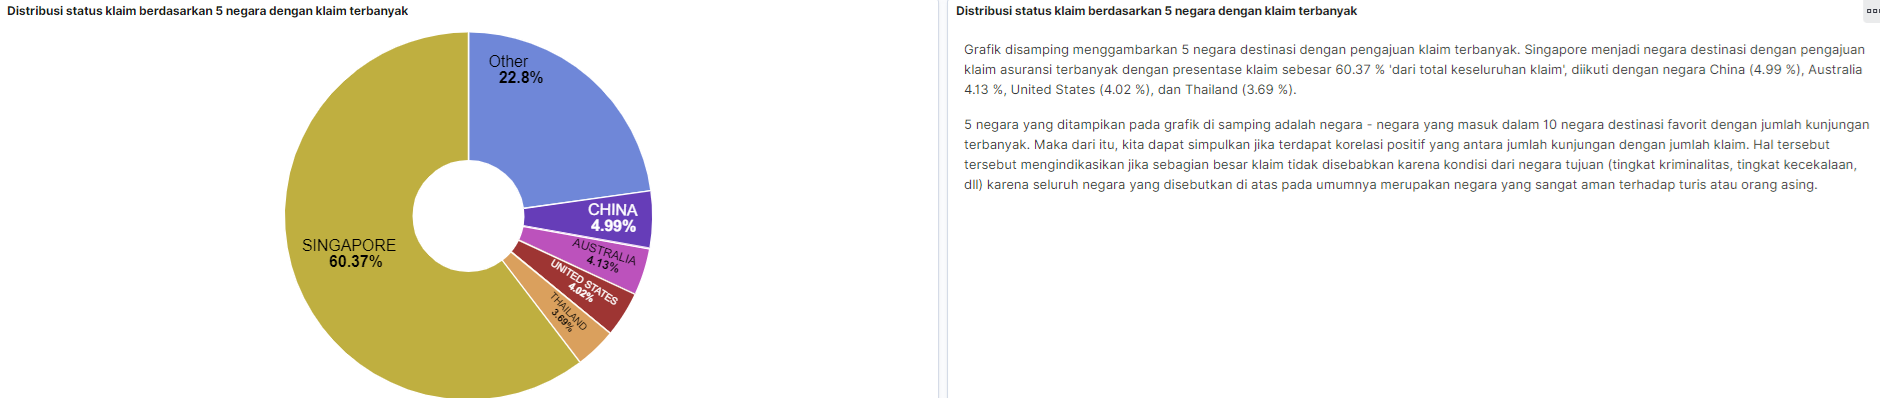 Distribusi status klaim berdasarkan 5 negara dengan klaim terbanyak
Other
22.8%
CHINA
4.99%
AUSTRALIA
4.13%
UNITED STATES
4.02%
THAILAND
3.69%
SINGAPORE
60.37%
Distribusi status klaim berdasarkan 5 negara dengan klaim terbanyak
Grafik disamping menggambarkan 5 negara destinasi dengan pengajuan klaim terbanyak. Singapore menjadi negara destinasi dengan pengajuan
klaim asuransi terbanyak dengan presentase klaim sebesar 60.37 % 'dari total keseluruhan klaim', diikuti dengan negara China (4.99 %), Australia
4.13 %, United States (4.02 %), dan Thailand (3.69 %).
5 negara yang ditampikan pada grafik di samping adalah negara - negara yang masuk dalam 10 negara destinasi favorit dengan jumlah kunjungan
terbanyak. Maka dari itu, kita dapat simpulkan jika terdapat korelasi positif yang antara jumlah kunjungan dengan jumlah klaim. Hal tersebut
tersebut mengindikasikan jika sebagian besar klaim tidak disebabkan karena kondisi dari negara tujuan (tingkat kriminalitas, tingkat kecekalaan,
dll) karena seluruh negara yang disebutkan di atas pada umumnya merupakan negara yang sangat aman terhadap turis atau orang asing.